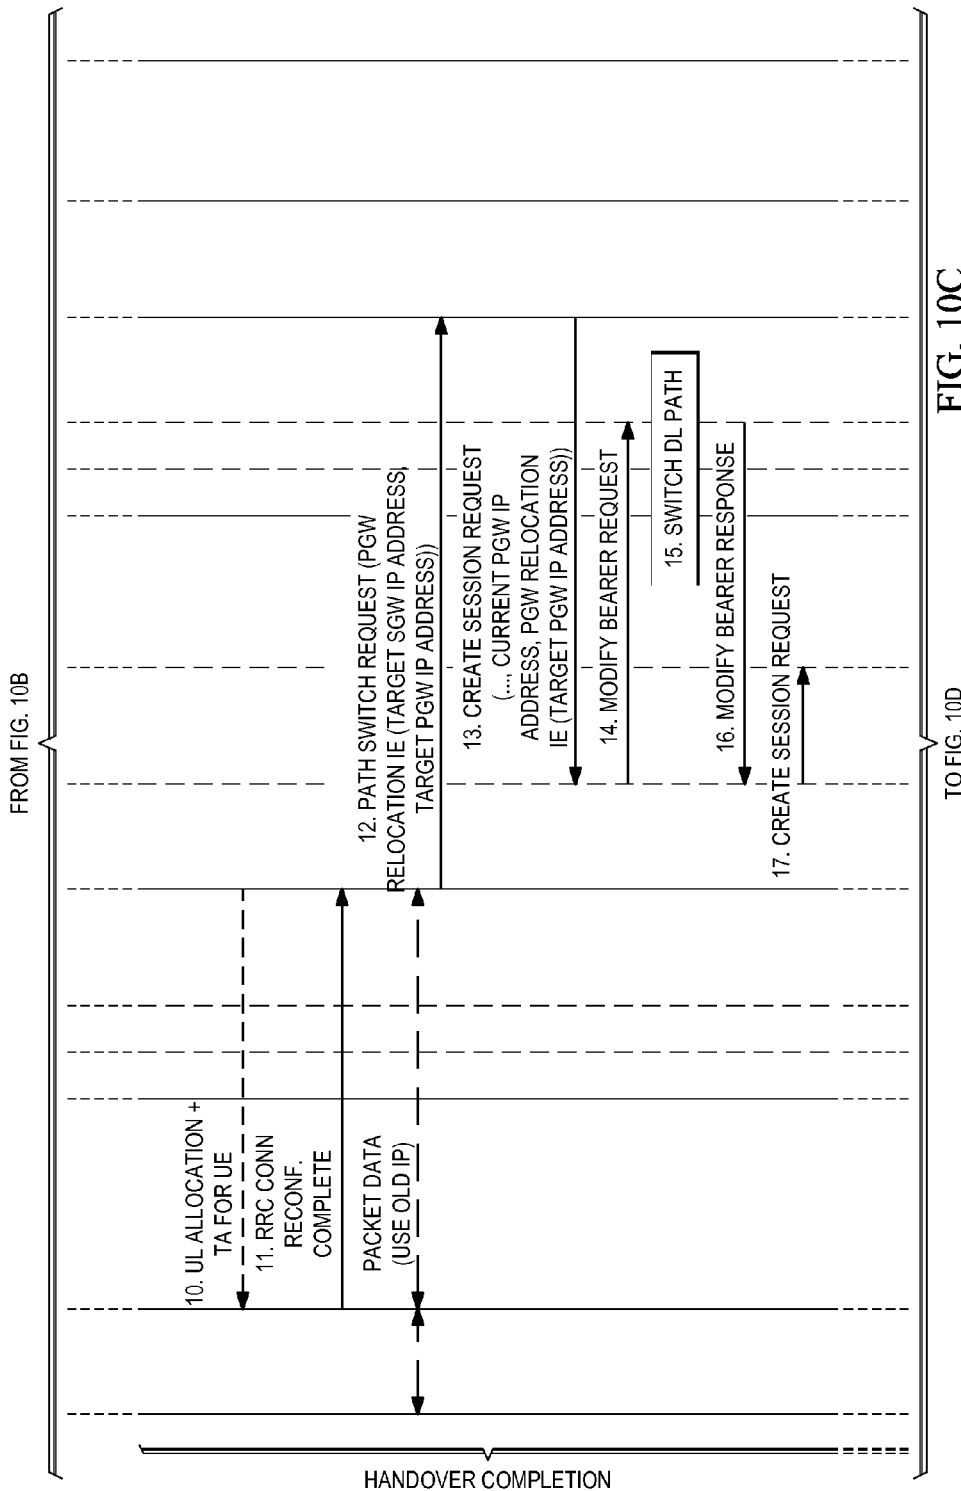 FROM FIG. 10B
10. UL ALLOCATION +
TA FOR UE
11. RRC CONN
RECONF.
COMPLETE
PACKET DATA
(USE OLD IP)
12. PATH SWITCH REQUEST (PGW
RELOCATION IE (TARGET SGW IP ADDRESS,
TARGET PGW IP ADDRESS))
13. CREATE SESSION REQUEST
(..., CURRENT PGW IP
ADDRESS, PGW RELOCATION
IE (TARGET PGW IP ADDRESS))
14. MODIFY BEARER REQUEST
15. SWITCH DL PATH
16. MODIFY BEARER RESPONSE
17. CREATE SESSION REQUEST
HANDOVER COMPLETION
TO FIG. 10D
FIG. 10C